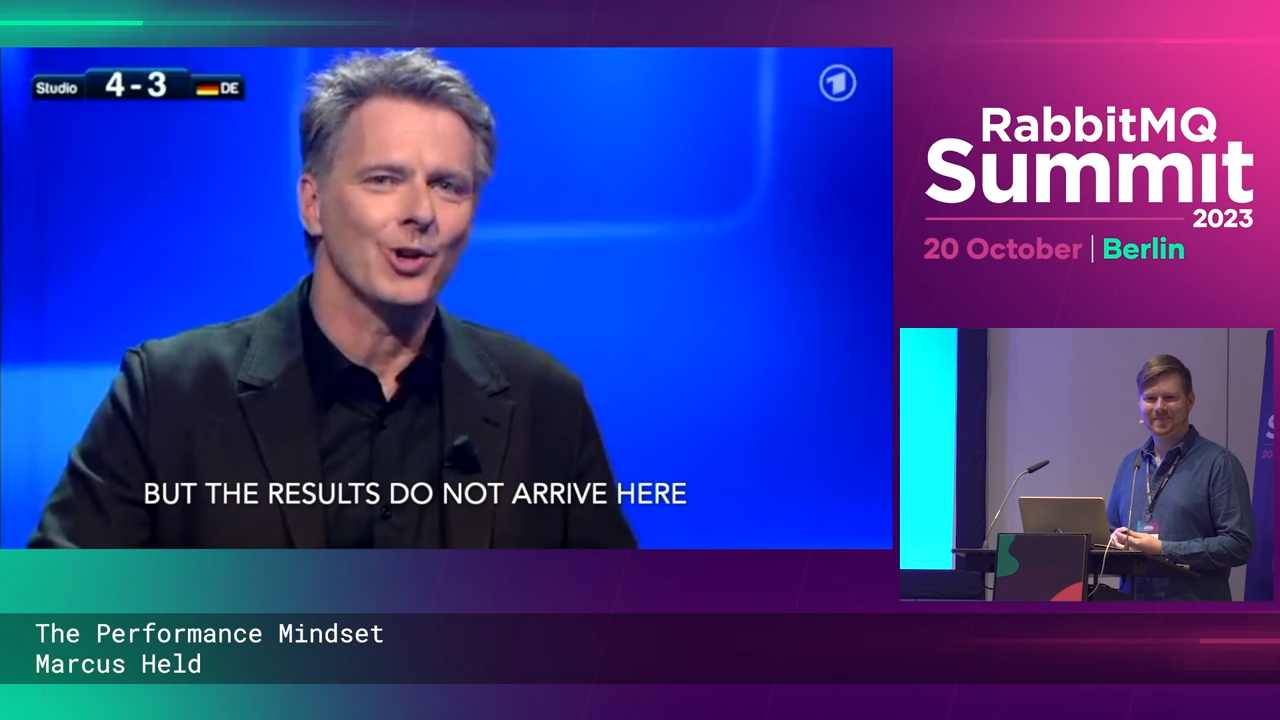 Studio 4-3 DE
1
BUT THE RESULTS DO NOT ARRIVE HERE
RabbitMQ
Summit
2023
20 October | Berlin
The Performance Mindset
Marcus Held